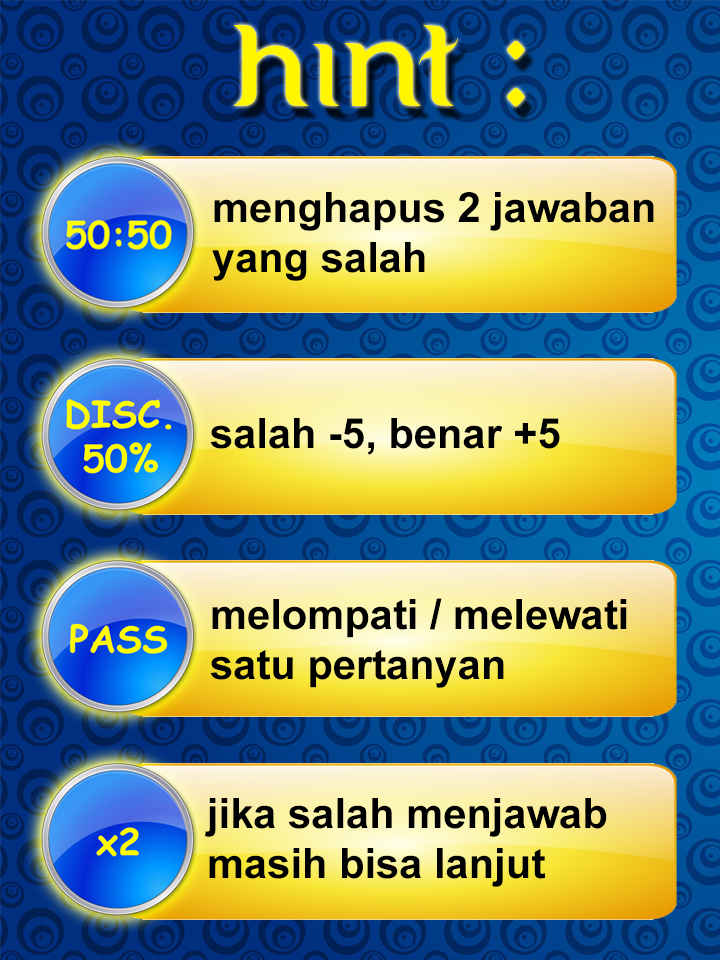 hint :
50:50
menghapus 2 jawaban
yang salah
DISC.
50%
salah -5, benar +5
PASS
melompati / melewati
satu pertanyan
x2
jika salah menjawab
masih bisa lanjut